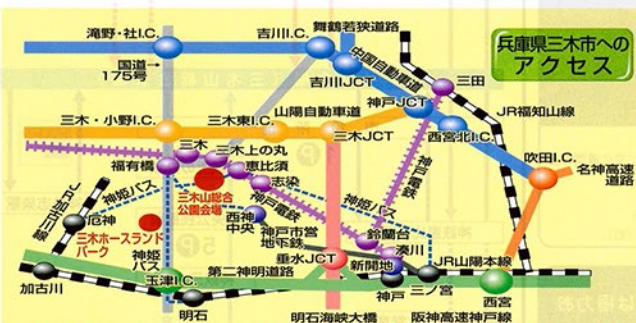 兵庫県三木市への
アクセス
滝野・社I.C.
吉川I.C.
舞鶴若狭道路
国道→
175号
吉川JCT
中国自動車道
三田
神戸JCT
JR福知山線
三木・小野I.C.
三木東I.C.
山陽自動車道
三木JCT
西宮北I.C.
吹田I.C.
名神高速
道路
三木
三木上の丸
福有橋
恵比須
志染
神戸電鉄
三木山総合
公園会場
神姫バス
神戸電鉄
神姫バス
JR加古川線
厄神
三木ホースランド
パーク
西神
中央
神戸市営
地下鉄
鈴蘭台
湊川
新開地
神姫
バス
垂水JCT
JR山陽本線
加古川
玉津I.C.
第二神明道路
神戸
三ノ宮
西宮
明石
明石海峡大橋
阪神高速神戸線